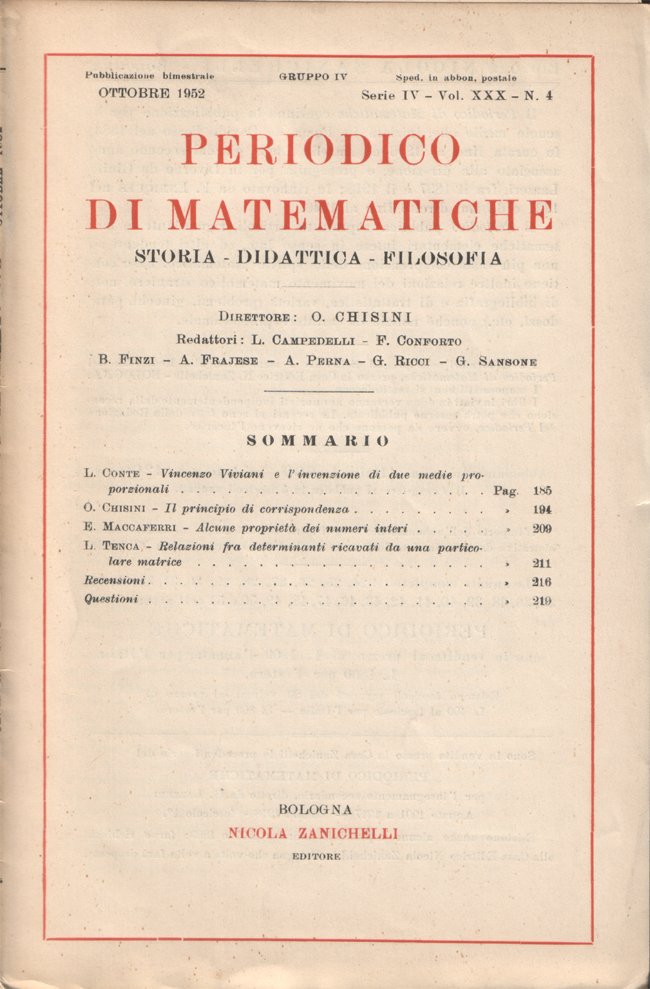 Pubblicazione bimestrale GRUPPO IV Sped. in abbon. postale
OTTOBRE 1952 Serie IV - Vol. XXX - N. 4
PERIODICO
DI MATEMATICHE
STORIA - DIDATTICA - FILOSOFIA
DIRETTORE: O. CHISINI
Redattori: L. CAMPEDELLI - F. CONFORTO
B. FINZI - A. FRAJESE - A. PERNA - G. RICCI - G. SANSONE
SOMMARIO
L. CONTE - Vincenzo Viviani e l'invenzione di due medie pro-
porzionali . . . . . . . . . . . . . . . . . . . . Pag. 185
O. CHISINI - Il principio di corrispondenza . . . . . . . . . . » 194
E. MACCAFERRI - Alcune proprietà dei numeri interi . . . . . . » 209
L. TENCA - Relazioni fra determinanti ricavati da una partico-
lare matrice . . . . . . . . . . . . . . . . . . . » 211
Recensioni . . . . . . . . . . . . . . . . . . . . . . » 216
Questioni . . . . . . . . . . . . . . . . . . . . . . » 219
BOLOGNA
NICOLA ZANICHELLI
EDITORE